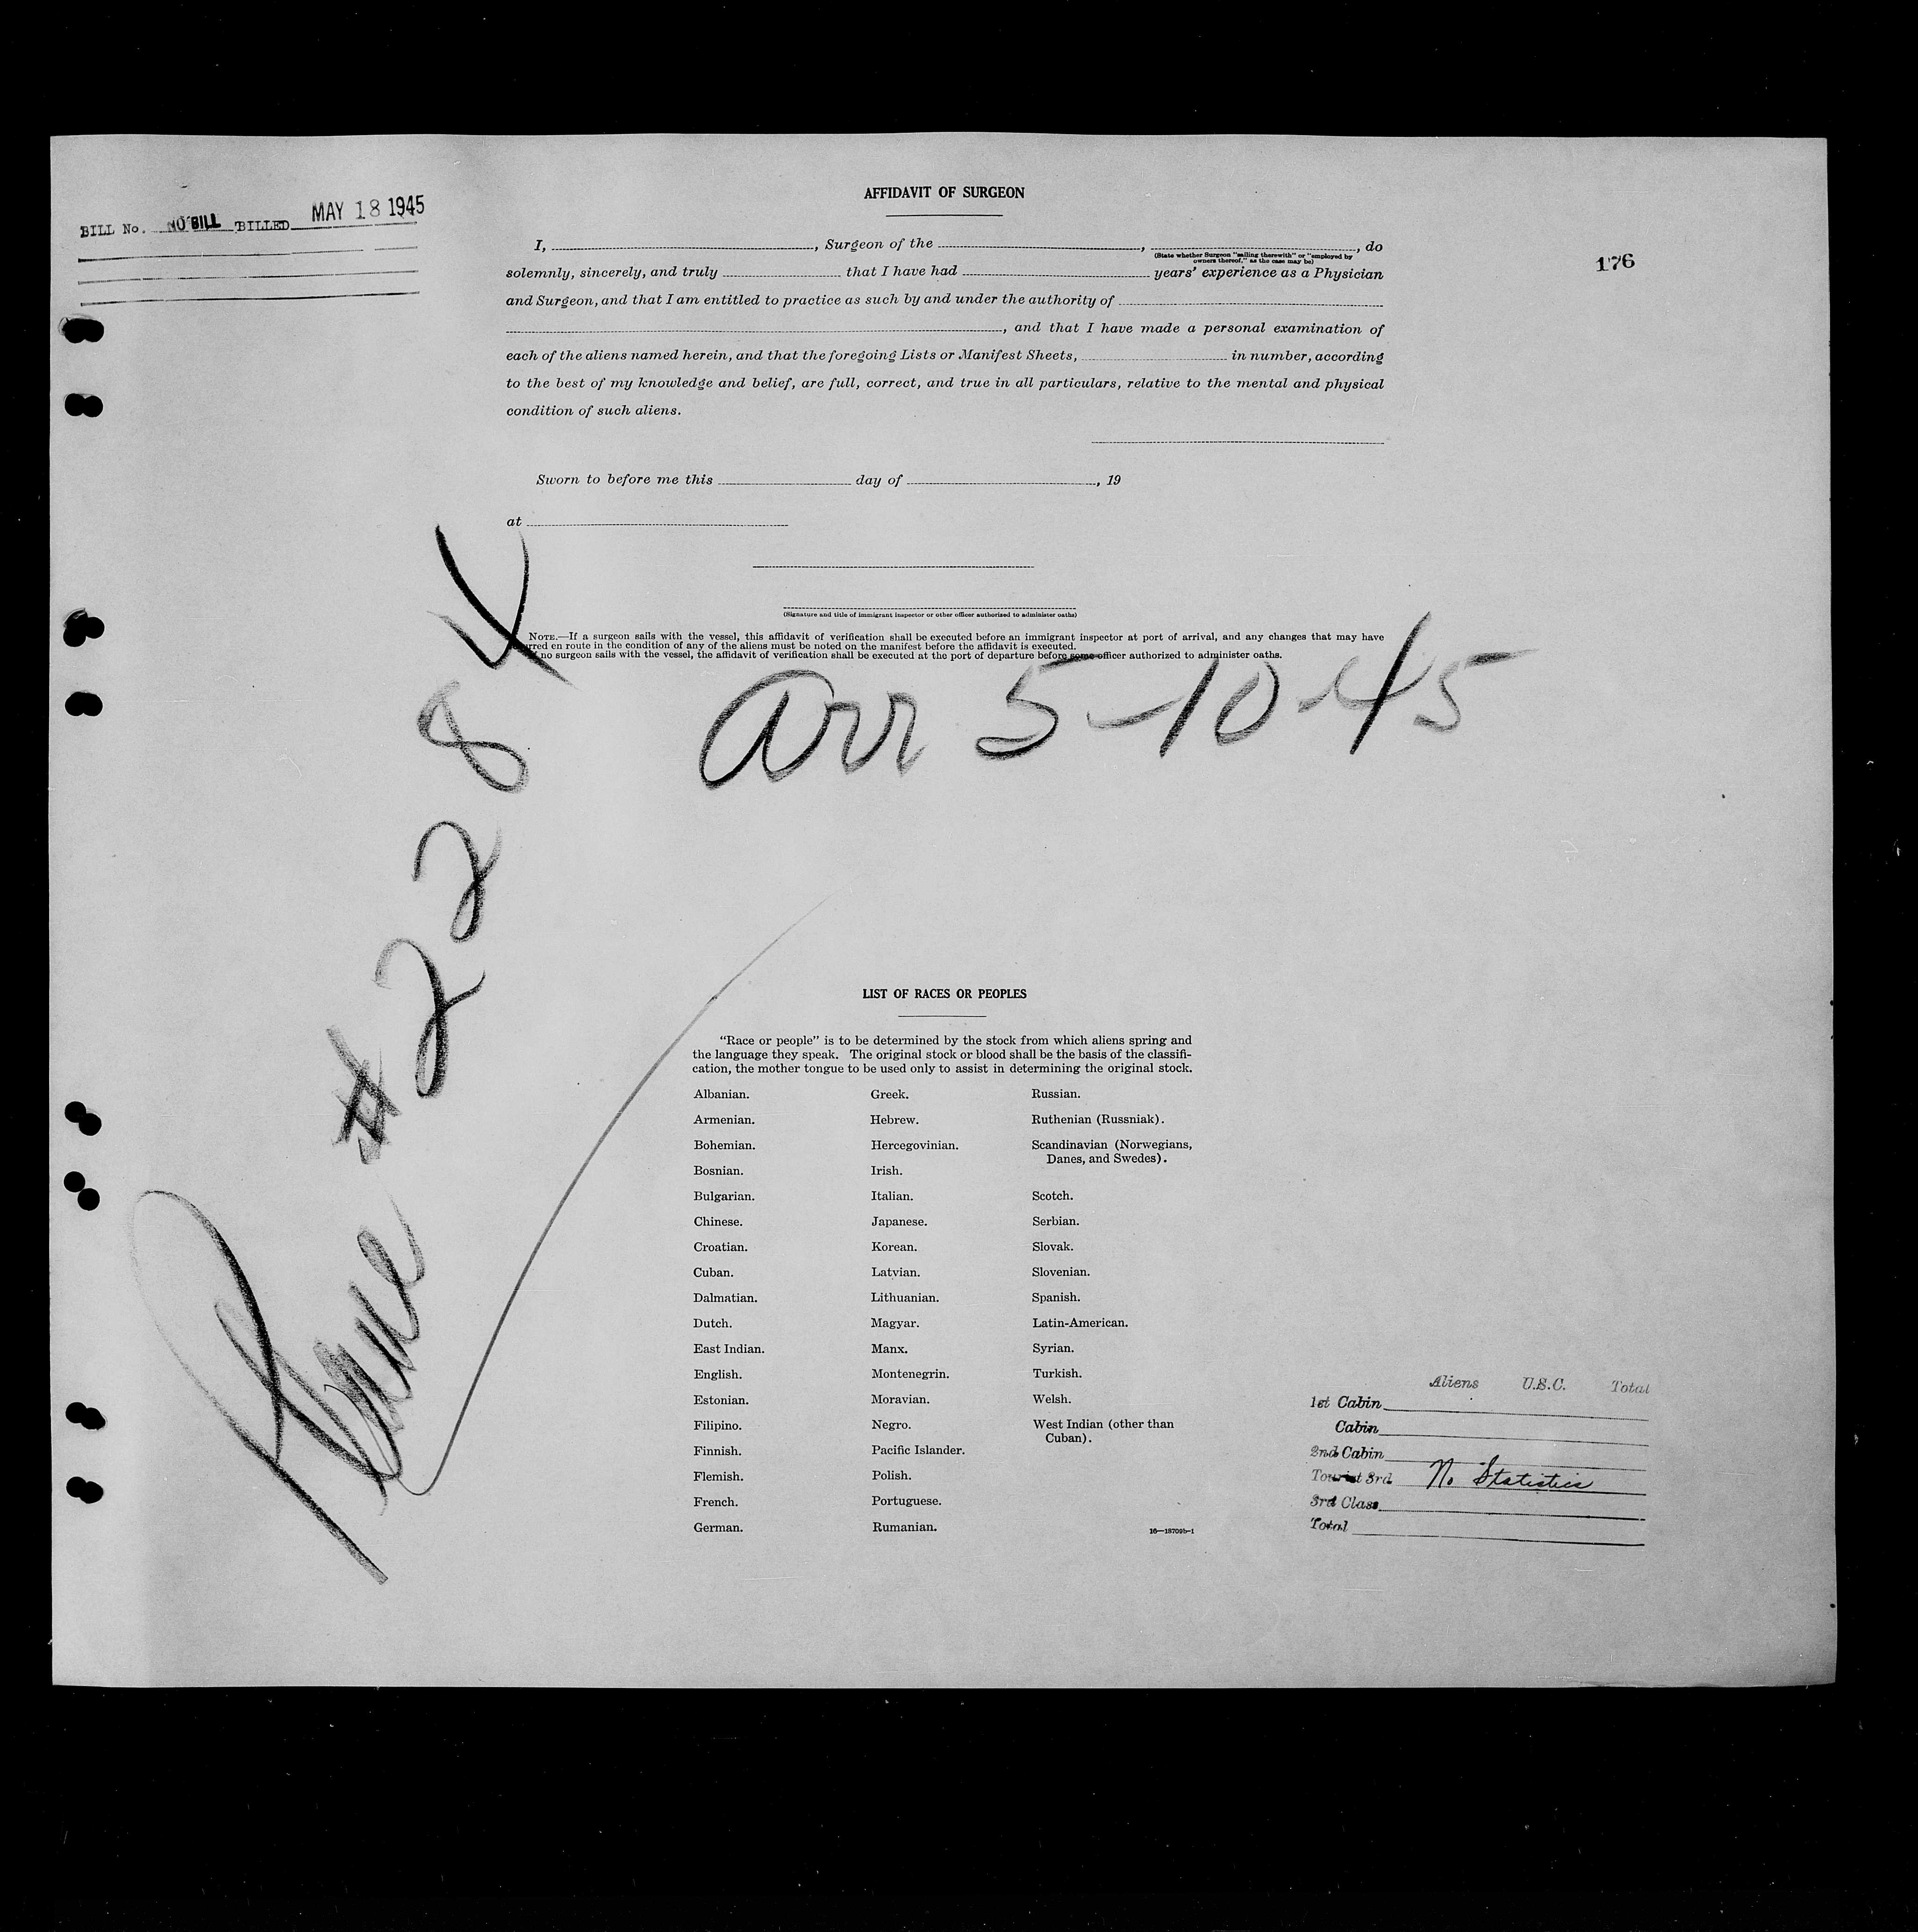 BILL No. NO BILL BILLED MAY 18 1945
176
AFFIDAVIT OF SURGEON
I, , Surgeon of the , , do
(State whether Surgeon "sailing therewith" or "employed by
owners thereof," as the case may be)
solemnly, sincerely, and truly that I have had years' experience as a Physician
and Surgeon, and that I am entitled to practice as such by and under the authority of
, and that I have made a personal examination of
each of the aliens named herein, and that the foregoing Lists or Manifest Sheets, in number, according
to the best of my knowledge and belief, are full, correct, and true in all particulars, relative to the mental and physical
condition of such aliens.
Sworn to before me this day of , 19
at
(Signature and title of immigrant inspector or other officer authorized to administer oaths)
NOTE.—If a surgeon sails with the vessel, this affidavit of verification shall be executed before an immigrant inspector at port of arrival, and any changes that may have
en route in the condition of any of the aliens must be noted on the manifest before the affidavit is executed.
no surgeon sails with the vessel, the affidavit of verification shall be executed at the port of departure before some officer authorized to administer oaths.
arr 5-10-45
Plane #2284
LIST OF RACES OR PEOPLES
"Race or people" is to be determined by the stock from which aliens spring and
the language they speak. The original stock or blood shall be the basis of the classifi-
cation, the mother tongue to be used only to assist in determining the original stock.
Albanian.
Armenian.
Bohemian.
Bosnian.
Bulgarian.
Chinese.
Croatian.
Cuban.
Dalmatian.
Dutch.
East Indian.
English.
Estonian.
Filipino.
Finnish.
Flemish.
French.
German.
Greek.
Hebrew.
Hercegovinian.
Irish.
Italian.
Japanese.
Korean.
Latvian.
Lithuanian.
Magyar.
Manx.
Montenegrin.
Moravian.
Negro.
Pacific Islander.
Polish.
Portuguese.
Rumanian.
Russian.
Ruthenian (Russniak).
Scandinavian (Norwegians,
Danes, and Swedes).
Scotch.
Serbian.
Slovak.
Slovenian.
Spanish.
Latin-American.
Syrian.
Turkish.
Welsh.
West Indian (other than
Cuban).
16—18709b-1
Aliens U.S.C. Total
1st Cabin
Cabin
2nd Cabin
Tourist 3rd No Statistics
3rd Class
Total